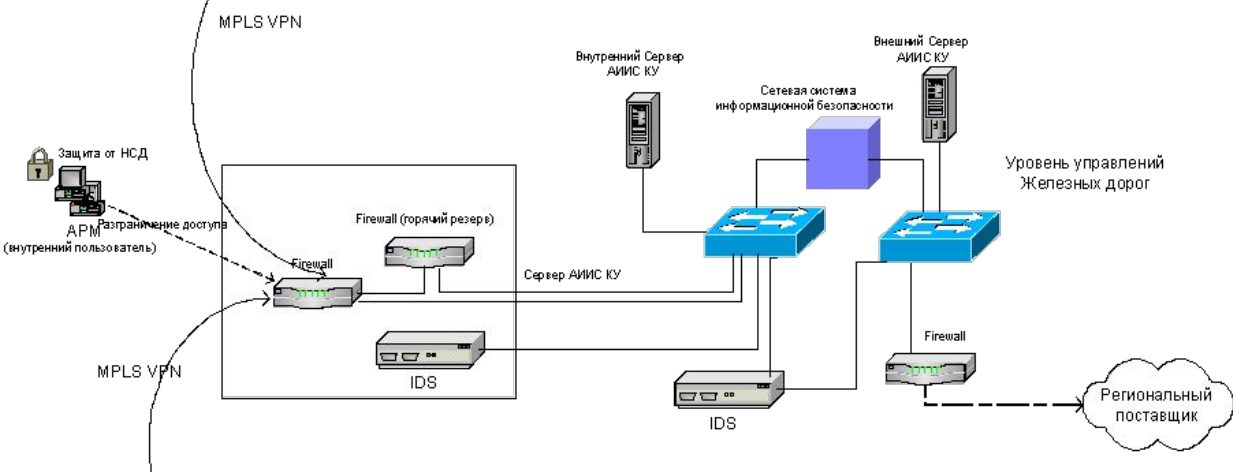 MPLS VPN
Внутренний Сервер
АИИС КУ
Внешний Сервер
АИИС КУ
Сетевая система
информационной безопасности
Защита от НСД
Уровень управлений
Железных дорог
Разграничение доступа
АРМ
(внутренний пользователь)
Firewall (горячий резерв)
Firewall
Сервер АИИС КУ
Firewall
MPLS VPN
IDS
IDS
Региональный
поставщик